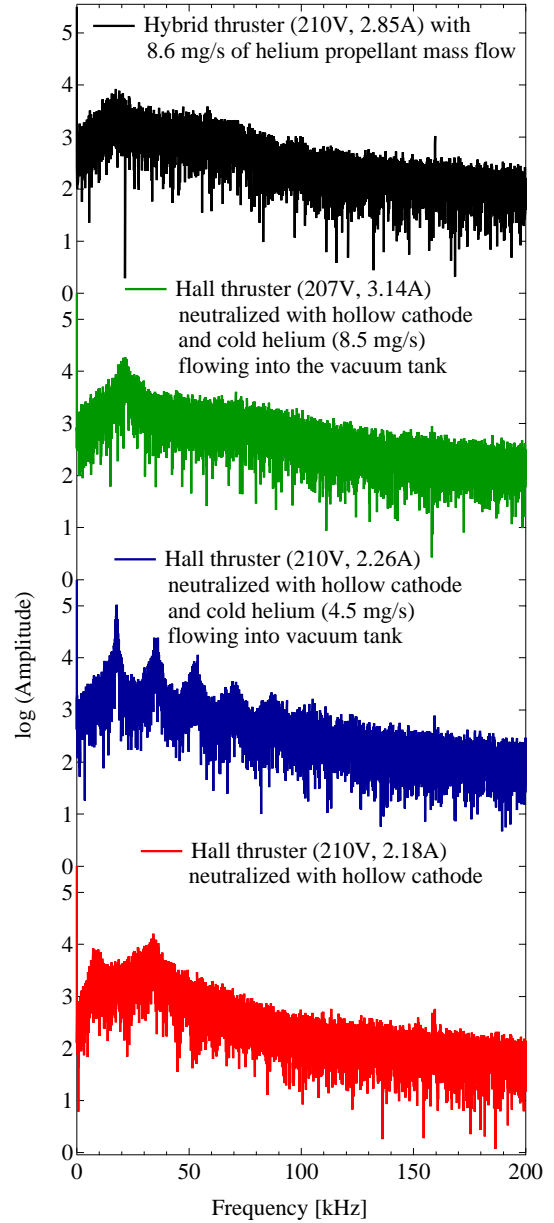 5
Hybrid thruster (210V, 2.85A) with
8.6 mg/s of helium propellant mass flow
4
3
2
1
0
Hall thruster (207V, 3.14A)
neutralized with hollow cathode
and cold helium (8.5 mg/s)
flowing into the vacuum tank
5
4
3
2
1
0
Hall thruster (210V, 2.26A)
neutralized with hollow cathode
and cold helium (4.5 mg/s)
flowing into vacuum tank
5
4
3
2
1
0
log (Amplitude)
Hall thruster (210V, 2.18A)
neutralized with hollow cathode
5
4
3
2
1
0
0 50 100 150 200
Frequency [kHz]